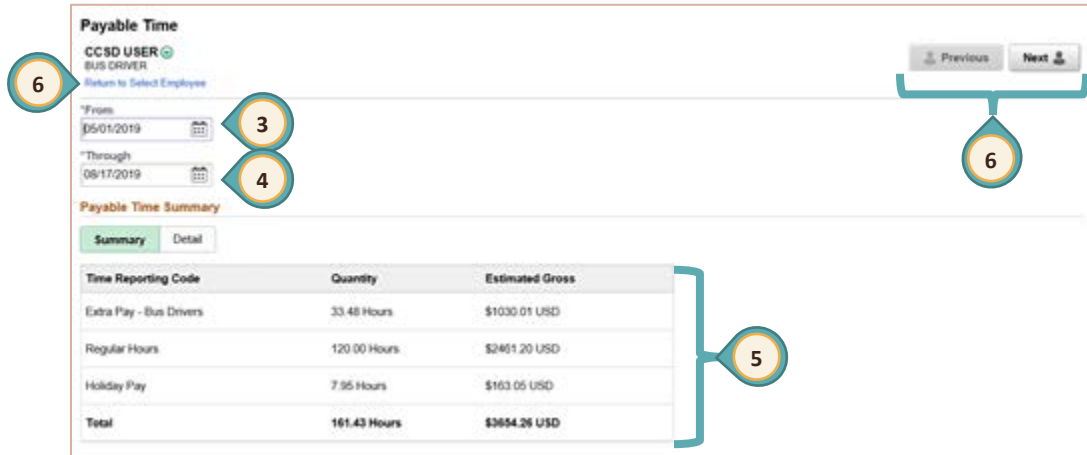 Payable Time
CCSD USER
BUS DRIVER
6
Return to Select Employee
Previous
Next
*From
05/01/2019
3
*Through
08/17/2019
4
6
Payable Time Summary
Summary Detail
Time Reporting Code Quantity Estimated Gross
Extra Pay - Bus Drivers 33.48 Hours $1030.01 USD
Regular Hours 120.00 Hours $2461.20 USD
5
Holiday Pay 7.95 Hours $163.05 USD
Total 161.43 Hours $3654.26 USD